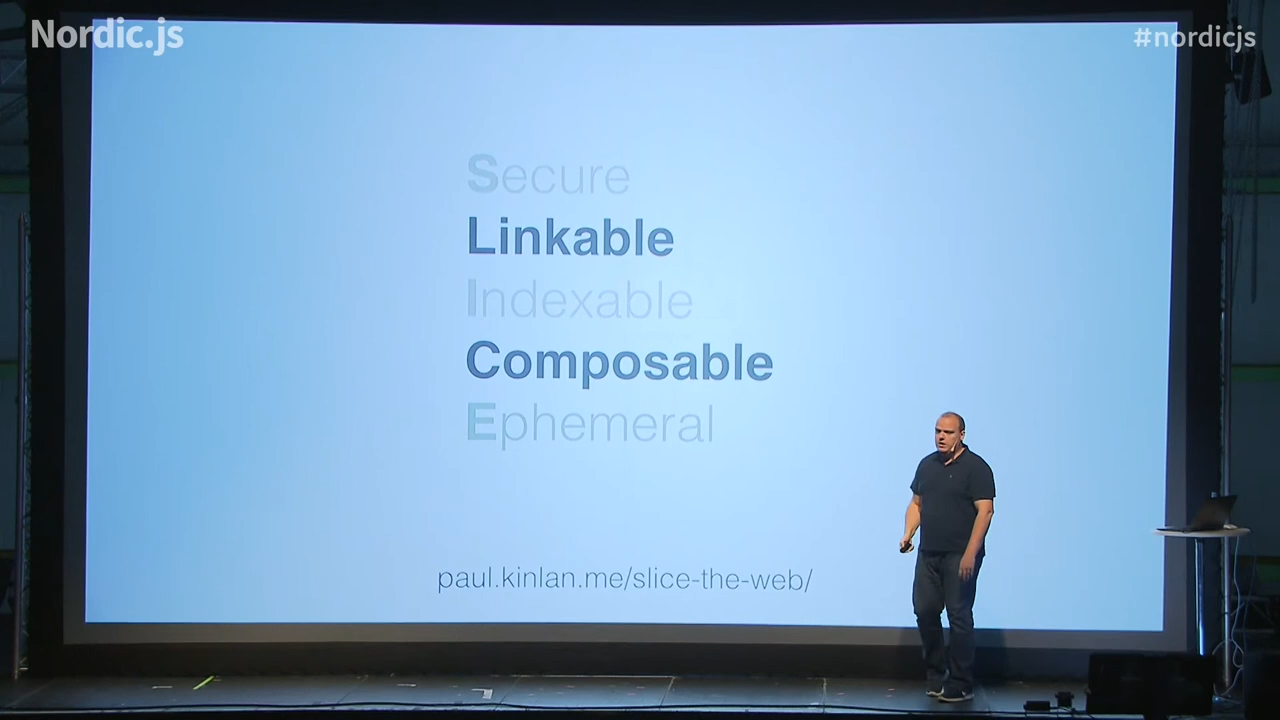 Nordic.js
#nordicjs
Secure
Linkable
Indexable
Composable
Ephemeral
paul.kinlan.me/slice-the-web/